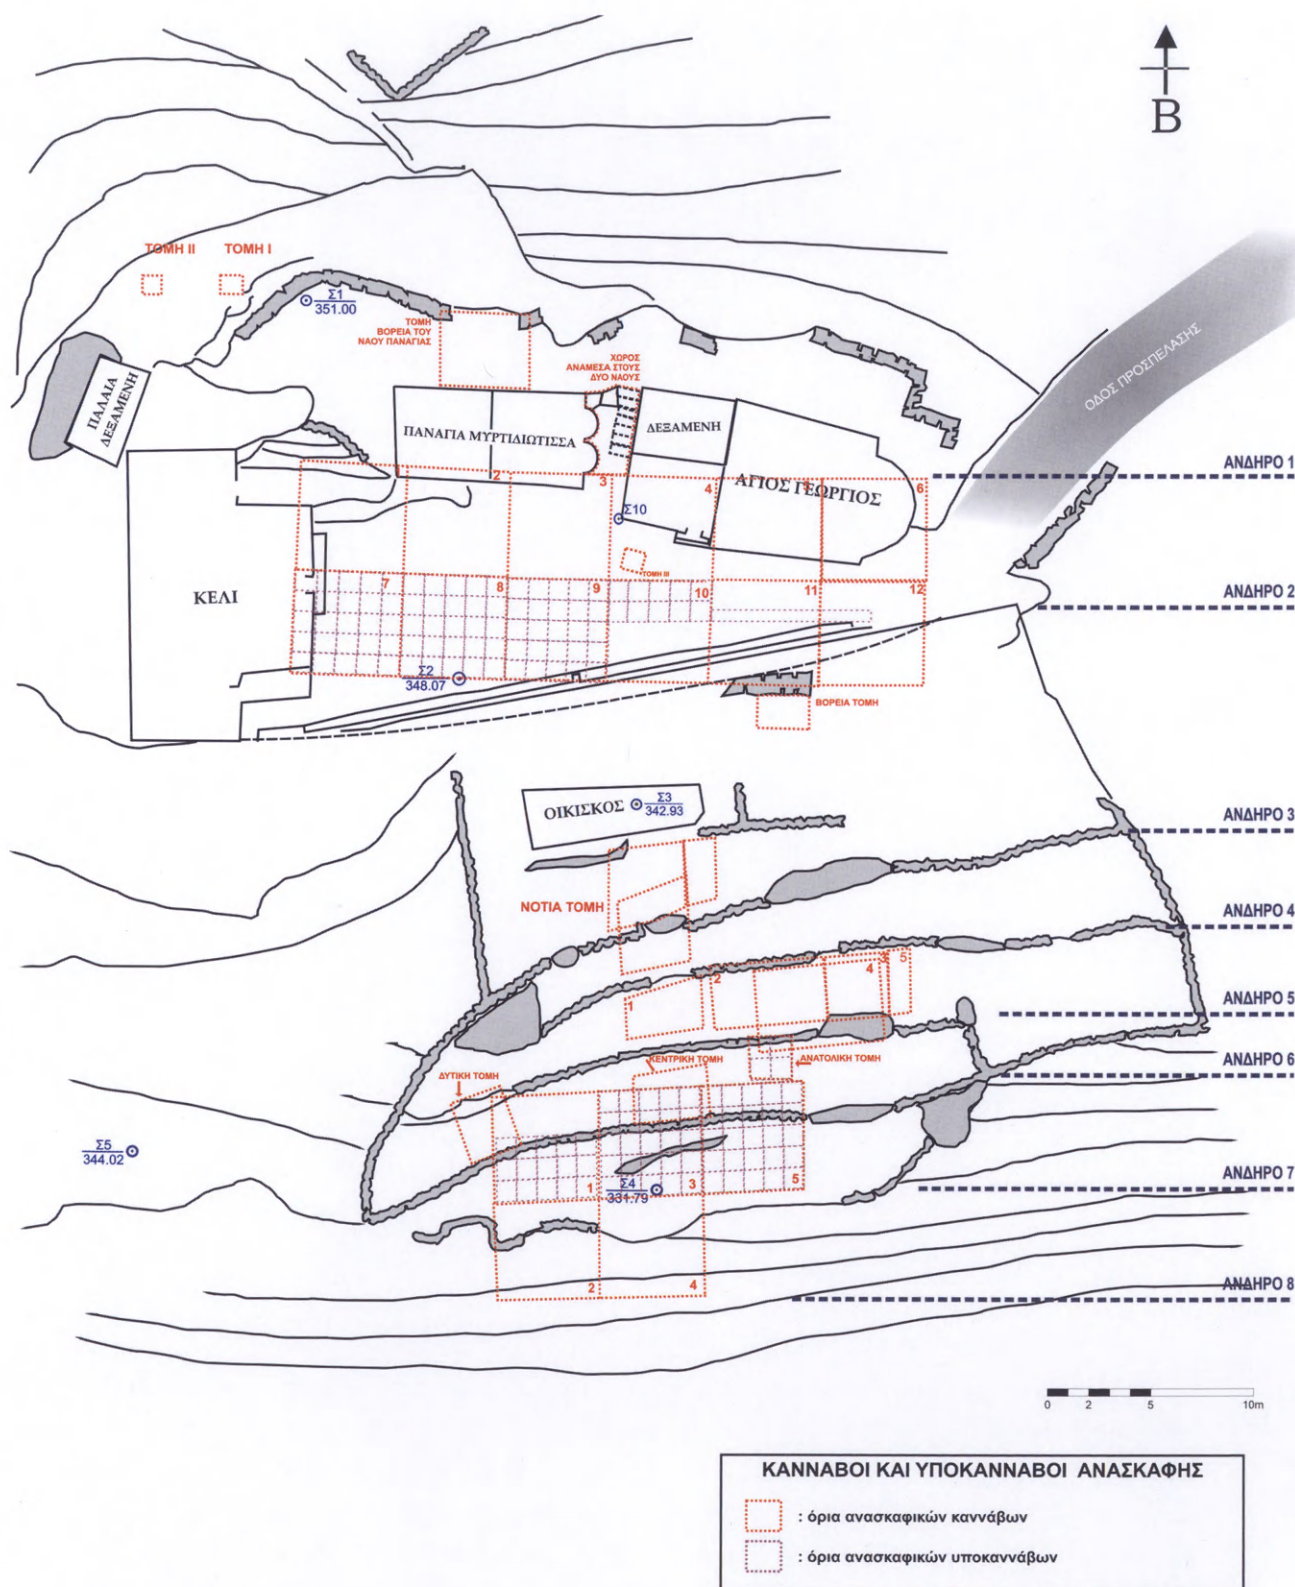 Β
ΤΟΜΗ ΙΙ
ΤΟΜΗ Ι
Σ1
351.00
ΤΟΜΗ
ΒΟΡΕΙΑ ΤΟΥ
ΝΑΟΥ ΠΑΝΑΓΙΑΣ
ΧΩΡΟΣ
ΑΝΑΜΕΣΑ ΣΤΟΥΣ
ΔΥΟ ΝΑΟΥΣ
ΟΔΟΣ ΠΡΟΣΠΕΛΑΣΗΣ
ΠΑΛΑΙΑ
ΔΕΞΑΜΕΝΗ
ΠΑΝΑΓΙΑ ΜΥΡΤΙΔΙΩΤΙΣΣΑ
ΔΕΞΑΜΕΝΗ
ΑΓΙΟΣ ΓΕΩΡΓΙΟΣ
ΑΝΔΗΡΟ 1
2
3
4
5
6
Σ10
ΤΟΜΗ ΙΙΙ
ΚΕΛΙ
7
8
9
10
11
12
ΑΝΔΗΡΟ 2
Σ2
348.07
ΒΟΡΕΙΑ ΤΟΜΗ
ΟΙΚΙΣΚΟΣ
Σ3
342.93
ΑΝΔΗΡΟ 3
ΝΟΤΙΑ ΤΟΜΗ
ΑΝΔΗΡΟ 4
1
2
4
3
5
ΑΝΔΗΡΟ 5
ΚΕΝΤΡΙΚΗ ΤΟΜΗ
ΑΝΑΤΟΛΙΚΗ ΤΟΜΗ
ΔΥΤΙΚΗ ΤΟΜΗ
ΑΝΔΗΡΟ 6
Σ5
344.02
Σ4
331.79
1
3
5
ΑΝΔΗΡΟ 7
2
4
ΑΝΔΗΡΟ 8
0 2 5 10m
ΚΑΝΝΑΒΟΙ ΚΑΙ ΥΠΟΚΑΝΝΑΒΟΙ ΑΝΑΣΚΑΦΗΣ
: όρια ανασκαφικών καννάβων
: όρια ανασκαφικών υποκαννάβων